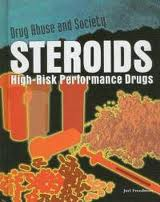 Drug Abuse and Society
STEROIDS
High-Risk Performance Drugs